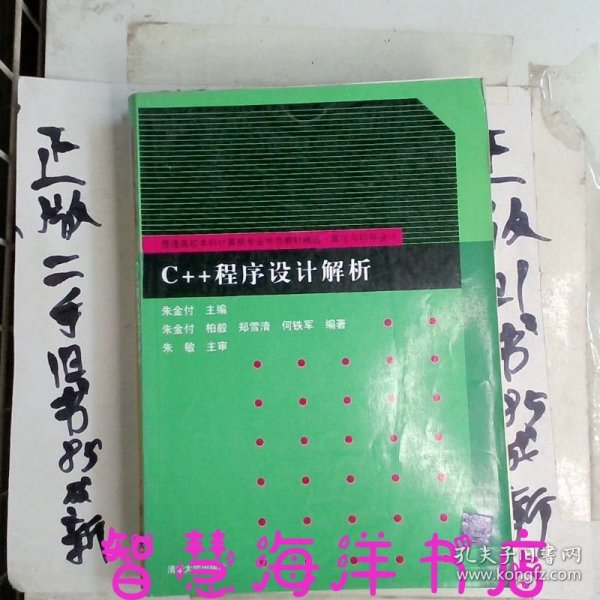 正版二手旧书85成新
普通高校本科计算机专业特色教材精选·算法与程序设计
C++程序设计解析
朱金付 主编
朱金付 柏毅 郑雪清 何铁军 编著
朱敏 主审
书85成新
智慧海洋书店
孔夫子旧书网
www.kongfz.com